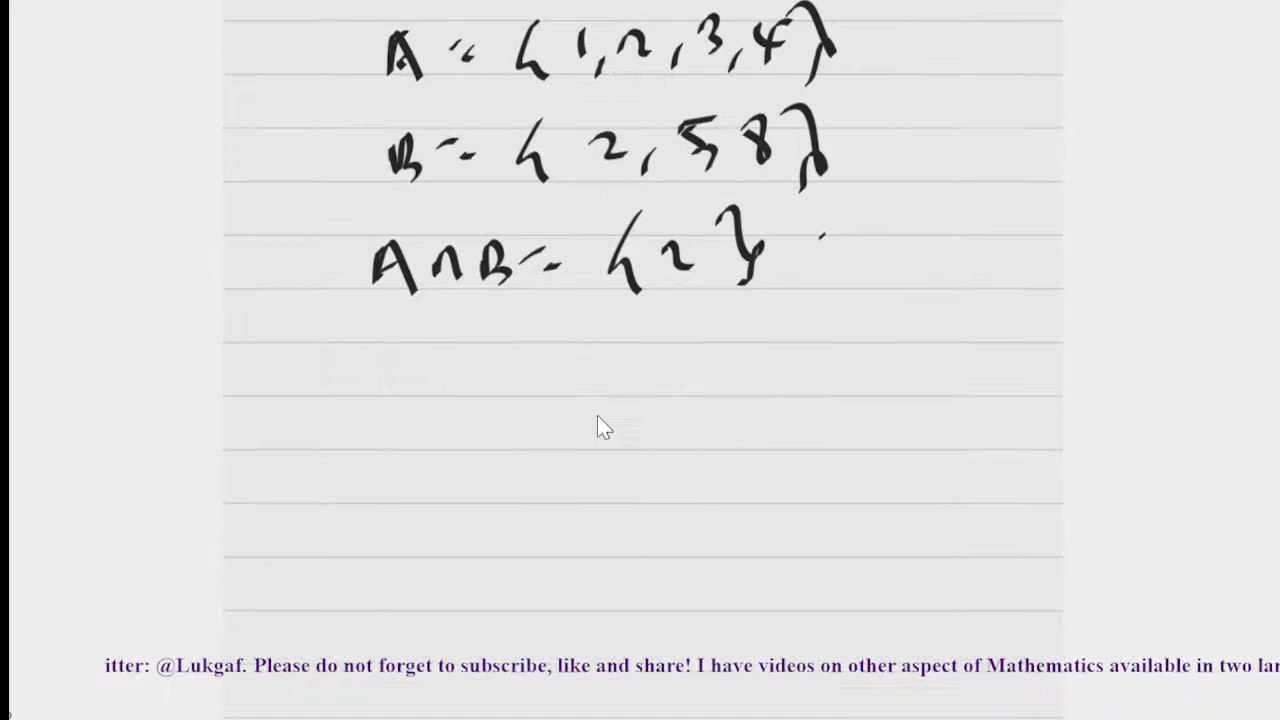 A = { 1, 2, 3, 4 }
B = { 2, 5 8 }
A ∩ B = { 2 }
itter: @Lukgaf. Please do not forget to subscribe, like and share! I have videos on other aspect of Mathematics available in two lan